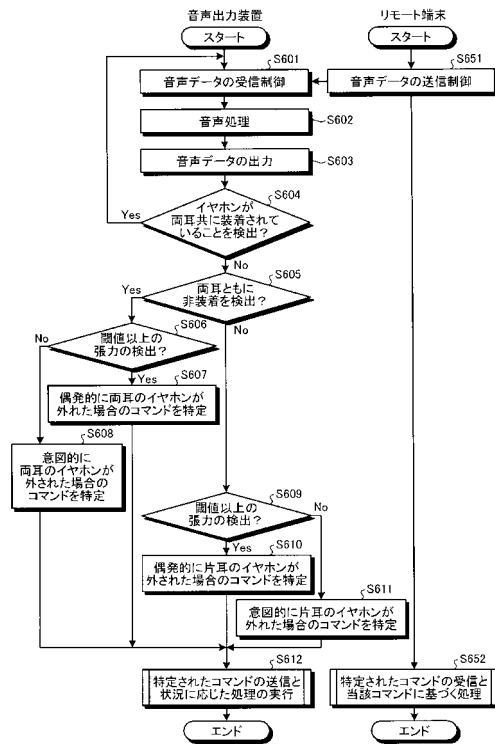 音声出力装置
リモート端末
スタート
スタート
S601
S651
音声データの受信制御
音声データの送信制御
S602
音声処理
S603
音声データの出力
S604
イヤホンが
両耳共に装着されて
いることを検出?
Yes
No
S605
両耳ともに
非装着を検出?
Yes
No
S606
閾値以上の
張力の検出?
No
Yes
S607
偶発的に両耳のイヤホンが
外れた場合のコマンドを特定
S608
意図的に
両耳のイヤホンが
外された場合の
コマンドを特定
S609
閾値以上の
張力の検出?
No
Yes
S610
偶発的に片耳のイヤホンが
外された場合のコマンドを特定
S611
意図的に片耳のイヤホンが
外れた場合のコマンドを特定
S612
特定されたコマンドの送信と
状況に応じた処理の実行
S652
特定されたコマンドの受信と
当該コマンドに基づく処理
エンド
エンド